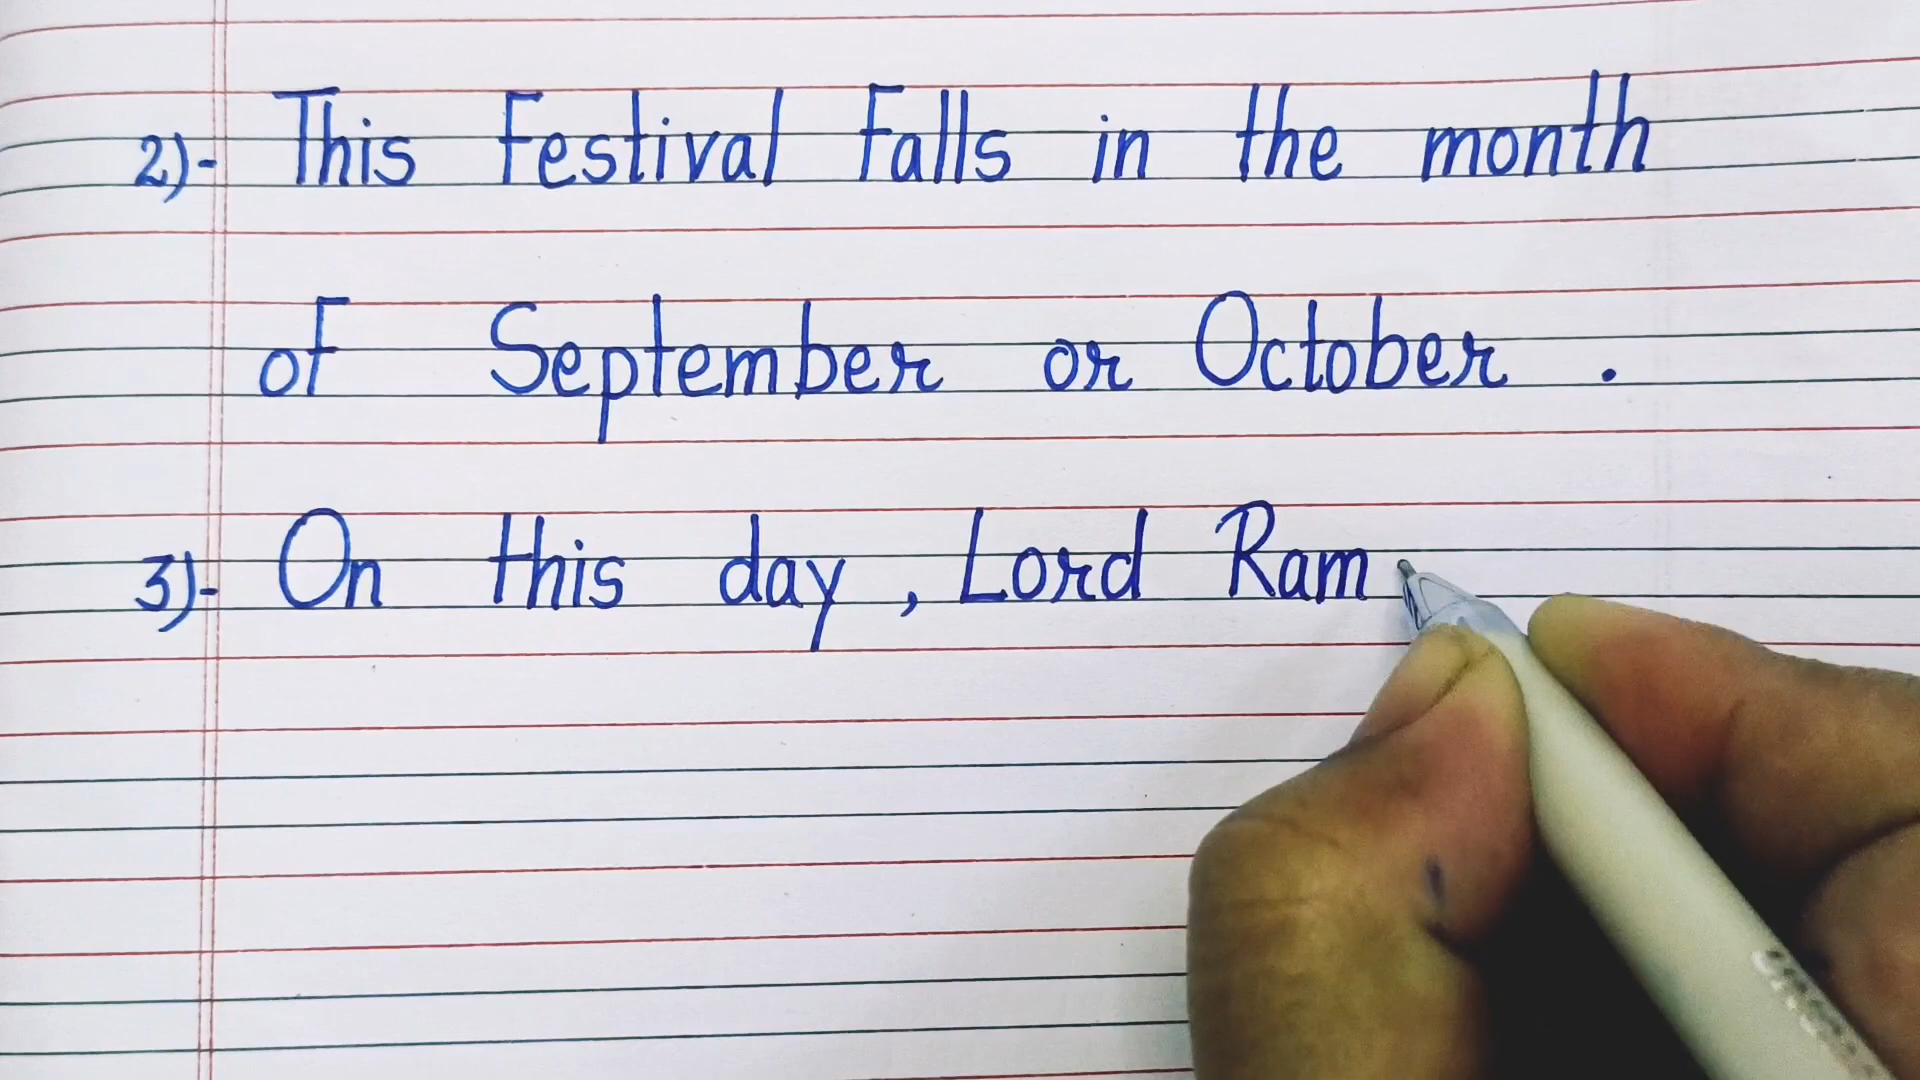 2)- This Festival Falls in the month
of September or October .
3)- On this day , Lord Ram